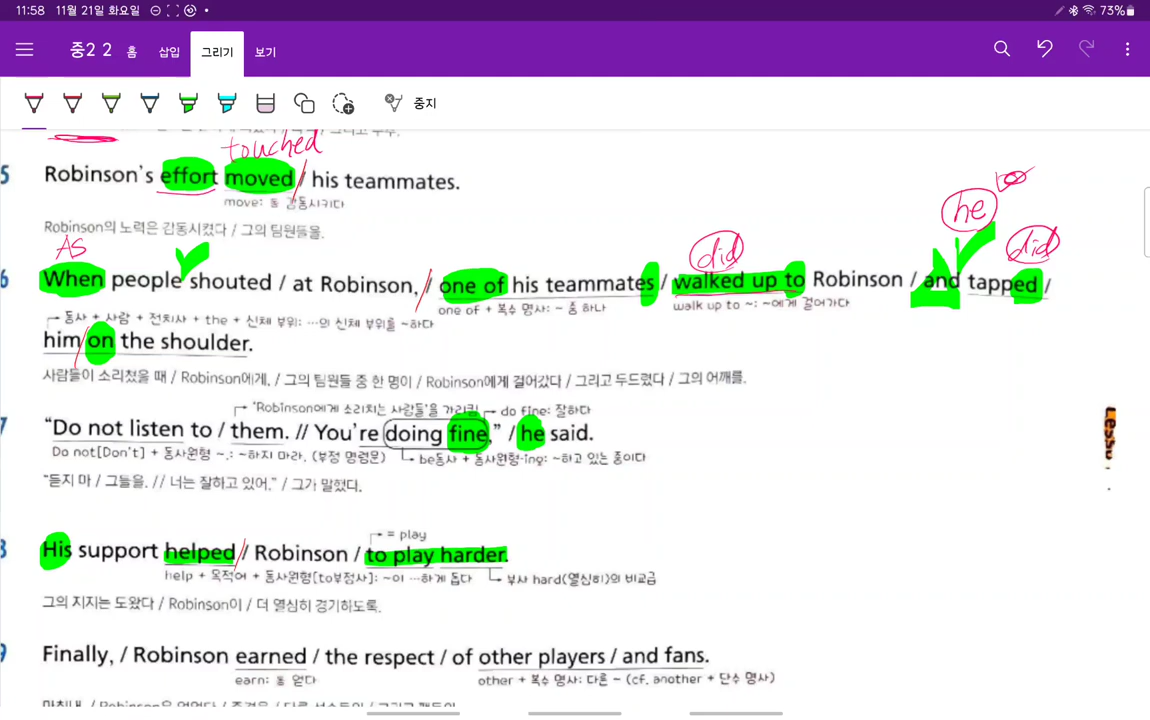 11:58 11월 21일 화요일
73%
중2 2 홈 삽입 그리기 보기
중지
touched
5 Robinson's effort moved / his teammates.
move: 동 감동시키다
Robinson의 노력은 감동시켰다 / 그의 팀원들을.
As did he did
6 When people shouted / at Robinson, / one of his teammates / walked up to Robinson / and tapped /
one of + 복수 명사: ~ 중 하나 walk up to ~: ~에게 걸어가다
동사 + 사람 + 전치사 + the + 신체 부위: …의 신체 부위를 ~하다
him / on the shoulder.
사람들이 소리쳤을 때 / Robinson에게, / 그의 팀원들 중 한 명이 / Robinson에게 걸어갔다 / 그리고 두드렸다 / 그의 어깨를.
"Robinson에게 소리치는 사람들"을 가리킴 do fine: 잘하다
7 "Do not listen to / them. // You're doing fine," / he said.
Do not[Don't] + 동사원형 ~.: ~하지 마라. (부정 명령문) be동사 + 동사원형-ing: ~하고 있는 중이다
"듣지 마 / 그들을. // 너는 잘하고 있어," / 그가 말했다.
= play
8 His support helped / Robinson / to play harder.
help + 목적어 + 동사원형[to부정사]: ~이 …하게 돕다 부사 hard(열심히)의 비교급
그의 지지는 도왔다 / Robinson이 / 더 열심히 경기하도록.
9 Finally, / Robinson earned / the respect / of other players / and fans.
earn: 동 얻다 other + 복수 명사: 다른 ~ (cf. another + 단수 명사)